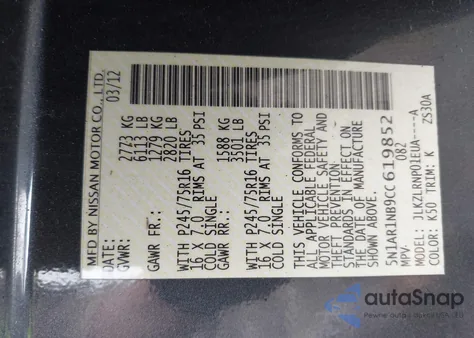 MFD BY NISSAN MOTOR CO., LTD.
DATE: 03/12
GVWR: 2773 KG
6113 LB
GAWR FR.: 1279 KG
2820 LB
WITH P245/75R16 TIRES
16 X 7.0 RIMS AT 35 PSI
COLD SINGLE
GAWR RR.: 1588 KG
3501 LB
WITH P245/75R16 TIRES
16 X 7.0 RIMS AT 35 PSI
COLD SINGLE
THIS VEHICLE CONFORMS TO
ALL APPLICABLE FEDERAL
MOTOR VEHICLE SAFETY AND
THEFT PREVENTION
STANDARDS IN EFFECT ON
THE DATE OF MANUFACTURE
SHOWN ABOVE.
5N1AR1NB9CC619852
MPV 082
MODEL: JLKZLRNP01EUA----A
COLOR: K50 TRIM: K ZS30A
autoSnap